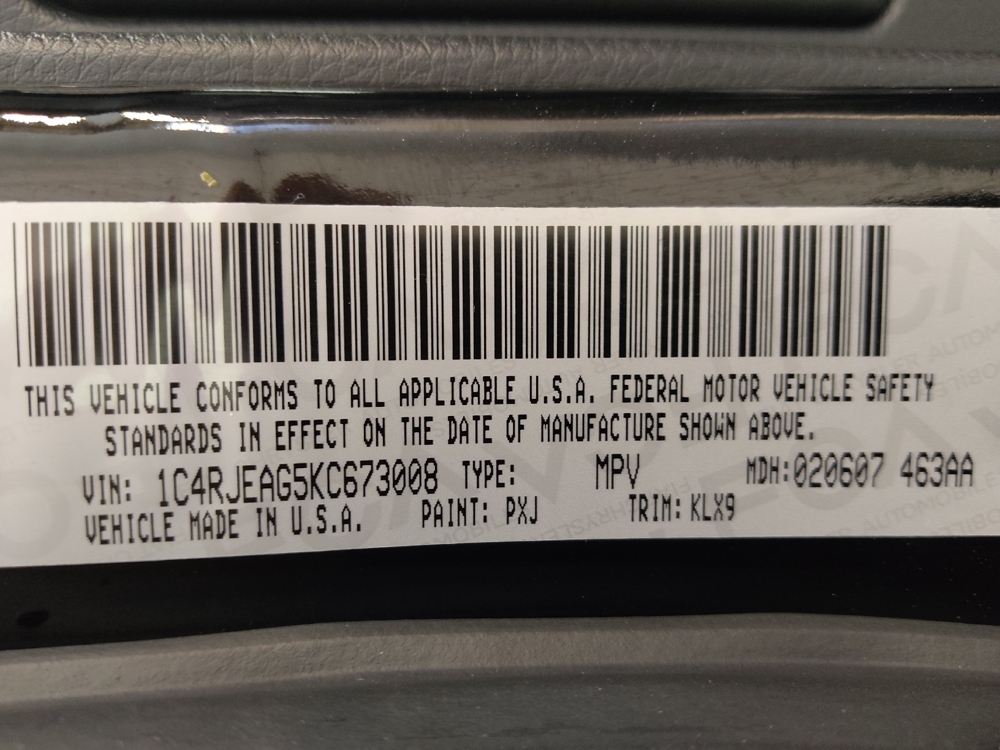 THIS VEHICLE CONFORMS TO ALL APPLICABLE U.S.A. FEDERAL MOTOR VEHICLE SAFETY
STANDARDS IN EFFECT ON THE DATE OF MANUFACTURE SHOWN ABOVE.
VIN: 1C4RJEAG5KC673008 TYPE: MPV MDH:020607 463AA
VEHICLE MADE IN U.S.A. PAINT: PXJ TRIM: KLX9